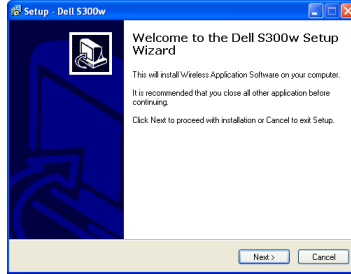 Setup - Dell S300w
Welcome to the Dell S300w Setup
Wizard
This will install Wireless Application Software on your computer.
It is recommended that you close all other application before
continuing.
Click Next to proceed with installation or Cancel to exit Setup.
Next >
Cancel